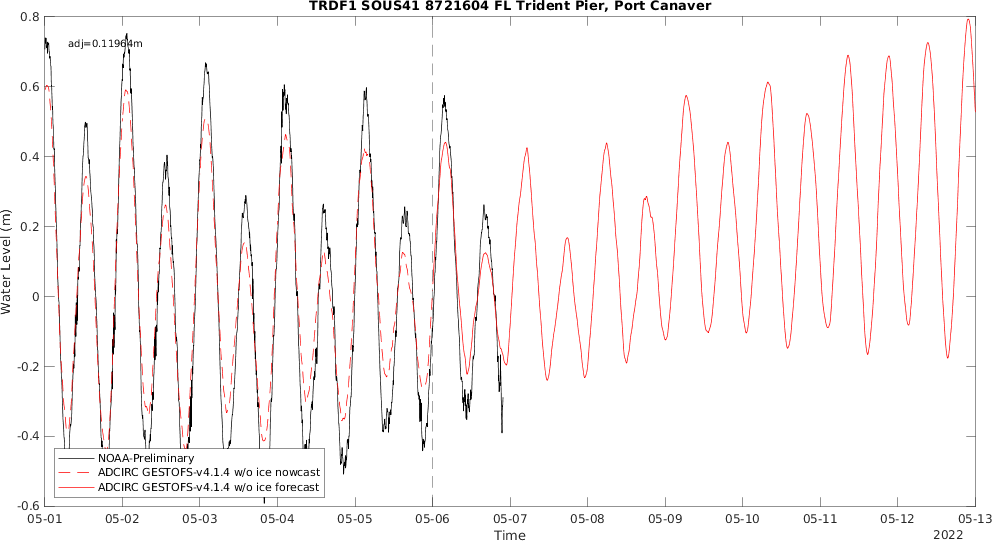 TRDF1 SOUS41 8721604 FL Trident Pier, Port Canaver
adj=0.11964m
Water Level (m)
0.8
0.6
0.4
0.2
0
-0.2
-0.4
-0.6
NOAA-Preliminary
ADCIRC GESTOFS-v4.1.4 w/o ice nowcast
ADCIRC GESTOFS-v4.1.4 w/o ice forecast
05-01 05-02 05-03 05-04 05-05 05-06 05-07 05-08 05-09 05-10 05-11 05-12 05-13
Time
2022